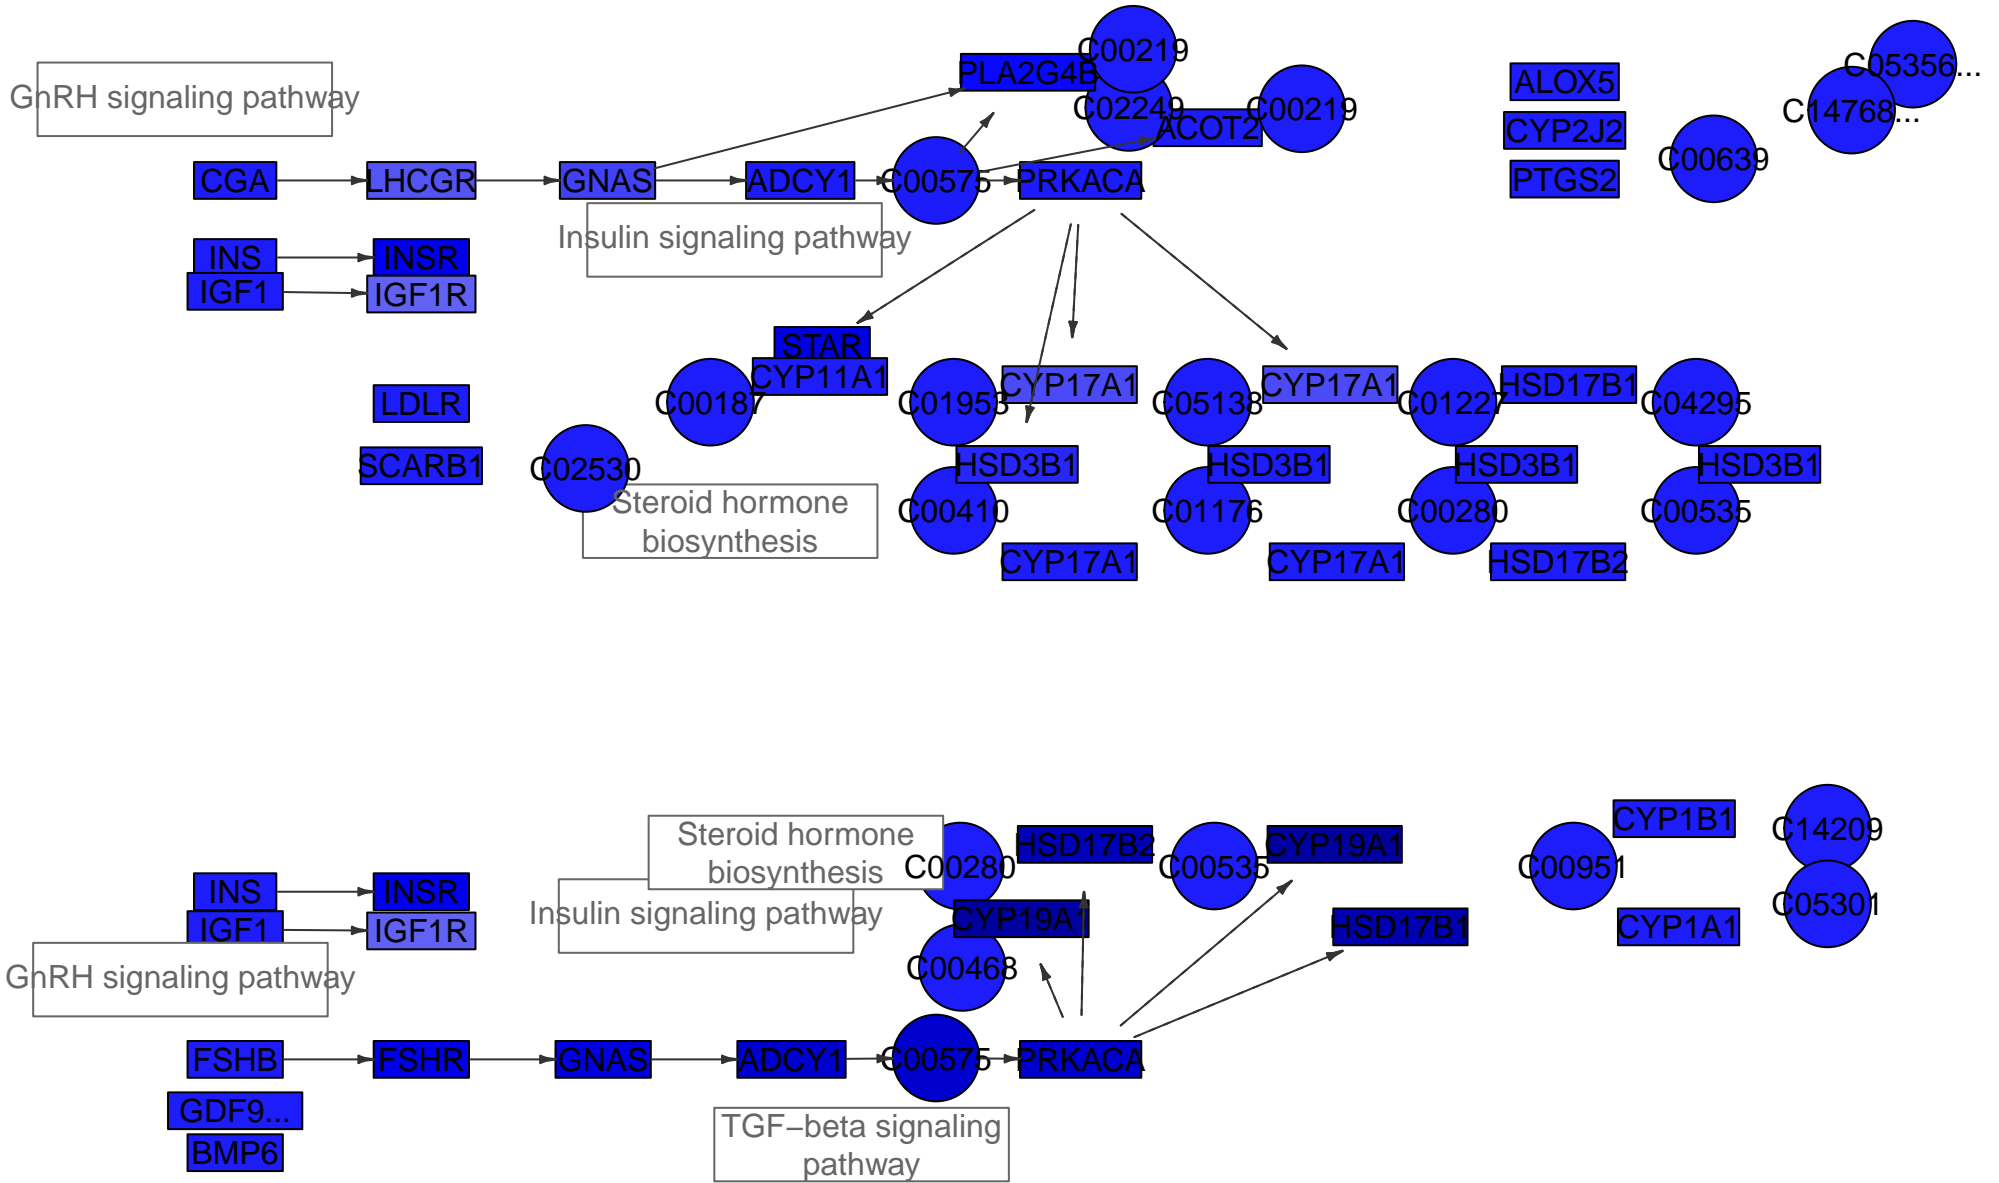 C00219
C05356...
PLA2G4B
ALOX5
GnRH signaling pathway
C02249
C00219
C14768...
ACOT2
CYP2J2
C00639
CGA
LHCGR
GNAS
ADCY1
C00575
PRKACA
PTGS2
Insulin signaling pathway
INS
INSR
IGF1
IGF1R
STAR
CYP11A1
CYP17A1
CYP17A1
HSD17B1
LDLR
C00187
C01953
C05138
C01227
C04295
SCARB1
C02530
HSD3B1
HSD3B1
HSD3B1
HSD3B1
Steroid hormone
biosynthesis
C00410
C01176
C00280
C00535
CYP17A1
CYP17A1
HSD17B2
CYP1B1
C14209
Steroid hormone
biosynthesis
HSD17B2
CYP19A1
C00280
C00535
C00951
INS
INSR
Insulin signaling pathway
CYP19A1
C05301
IGF1
IGF1R
HSD17B1
CYP1A1
GnRH signaling pathway
C00468
FSHB
FSHR
GNAS
ADCY1
C00575
PRKACA
GDF9...
TGF−beta signaling
pathway
BMP6